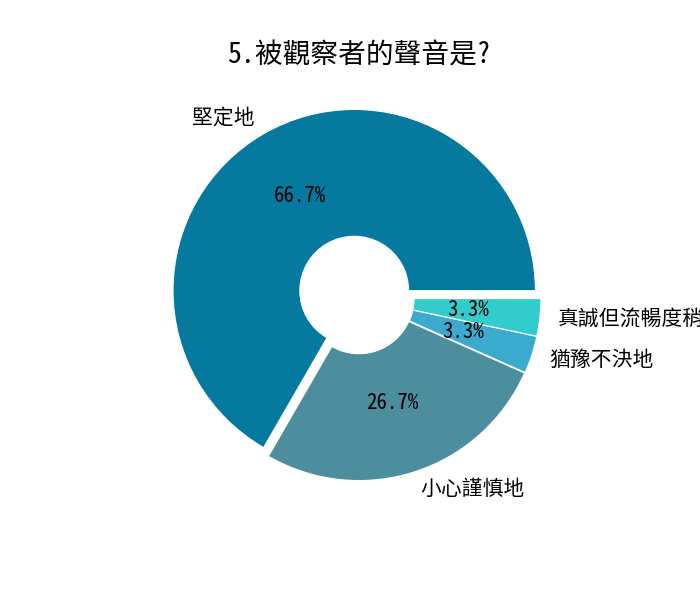 5.被觀察者的聲音是?
堅定地
66.7%
3.3%
真誠但流暢度稍
3.3%
猶豫不決地
26.7%
小心謹慎地